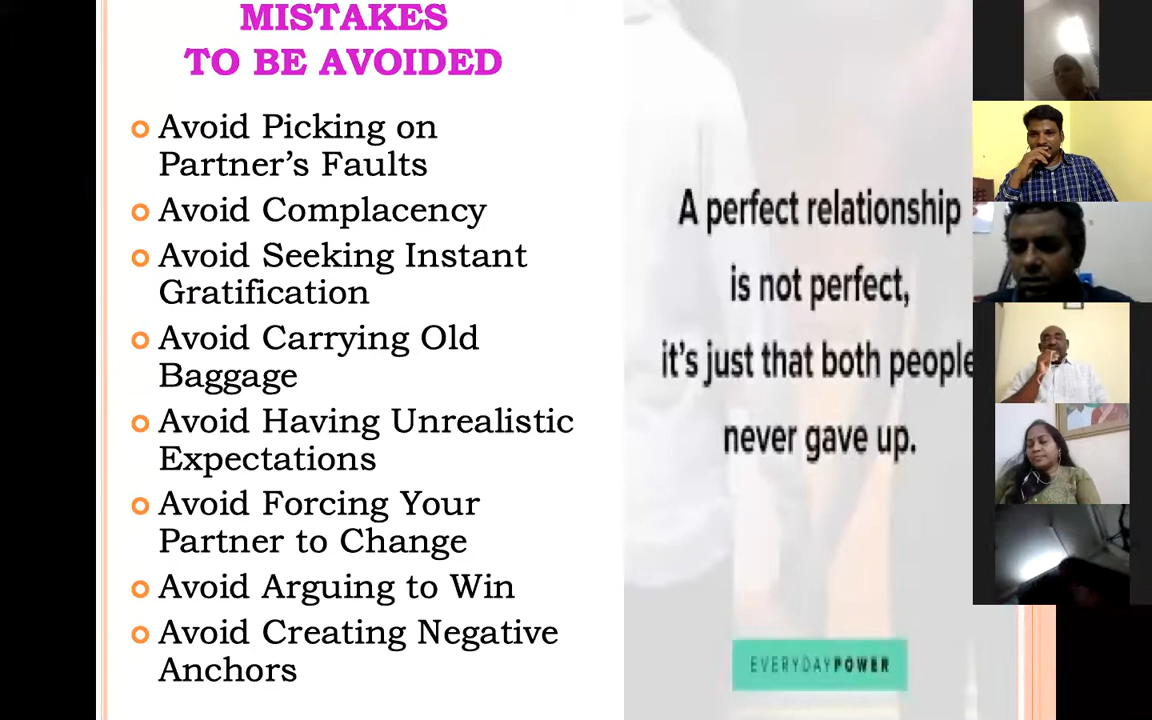 MISTAKES
TO BE AVOIDED
Avoid Picking on
Partner's Faults
Avoid Complacency
Avoid Seeking Instant
Gratification
Avoid Carrying Old
Baggage
Avoid Having Unrealistic
Expectations
Avoid Forcing Your
Partner to Change
Avoid Arguing to Win
Avoid Creating Negative
Anchors
A perfect relationship
is not perfect,
it's just that both people
never gave up.
EVERYDAYPOWER